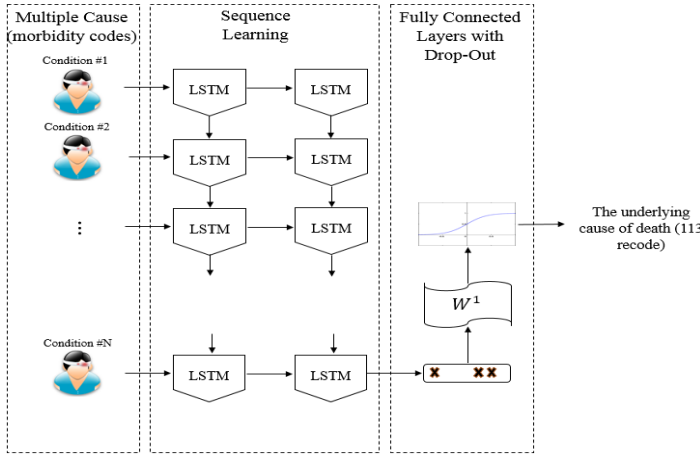 Multiple Cause
(morbidity codes)
Sequence
Learning
Fully Connected
Layers with
Drop-Out
Condition #1
LSTM LSTM
Condition #2
LSTM LSTM
⋮
LSTM LSTM
The underlying
cause of death (113
recode)
W¹
Condition #N
LSTM LSTM